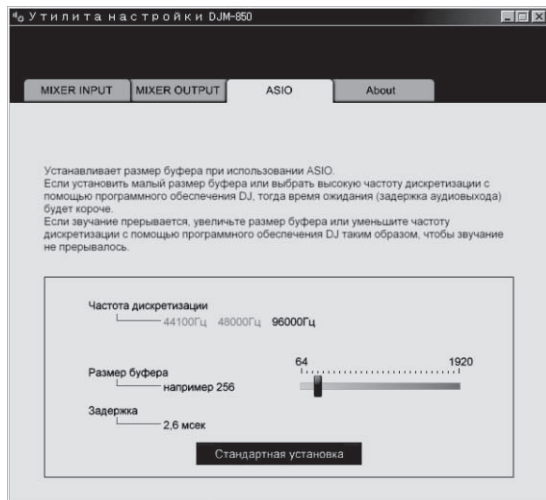 Утилита настройки DJM-850
MIXER INPUT MIXER OUTPUT ASIO About
Устанавливает размер буфера при использовании ASIO.
Если установить малый размер буфера или выбрать высокую частоту дискретизации с
помощью программного обеспечения DJ, тогда время ожидания (задержка аудиовыхода)
будет короче.
Если звучание прерывается, увеличьте размер буфера или уменьшите частоту
дискретизации с помощью программного обеспечения DJ таким образом, чтобы звучание
не прерывалось.
Частота дискретизации
44100Гц 48000Гц 96000Гц
64 1920
Размер буфера
например 256
Задержка
2,6 мсек
Стандартная установка